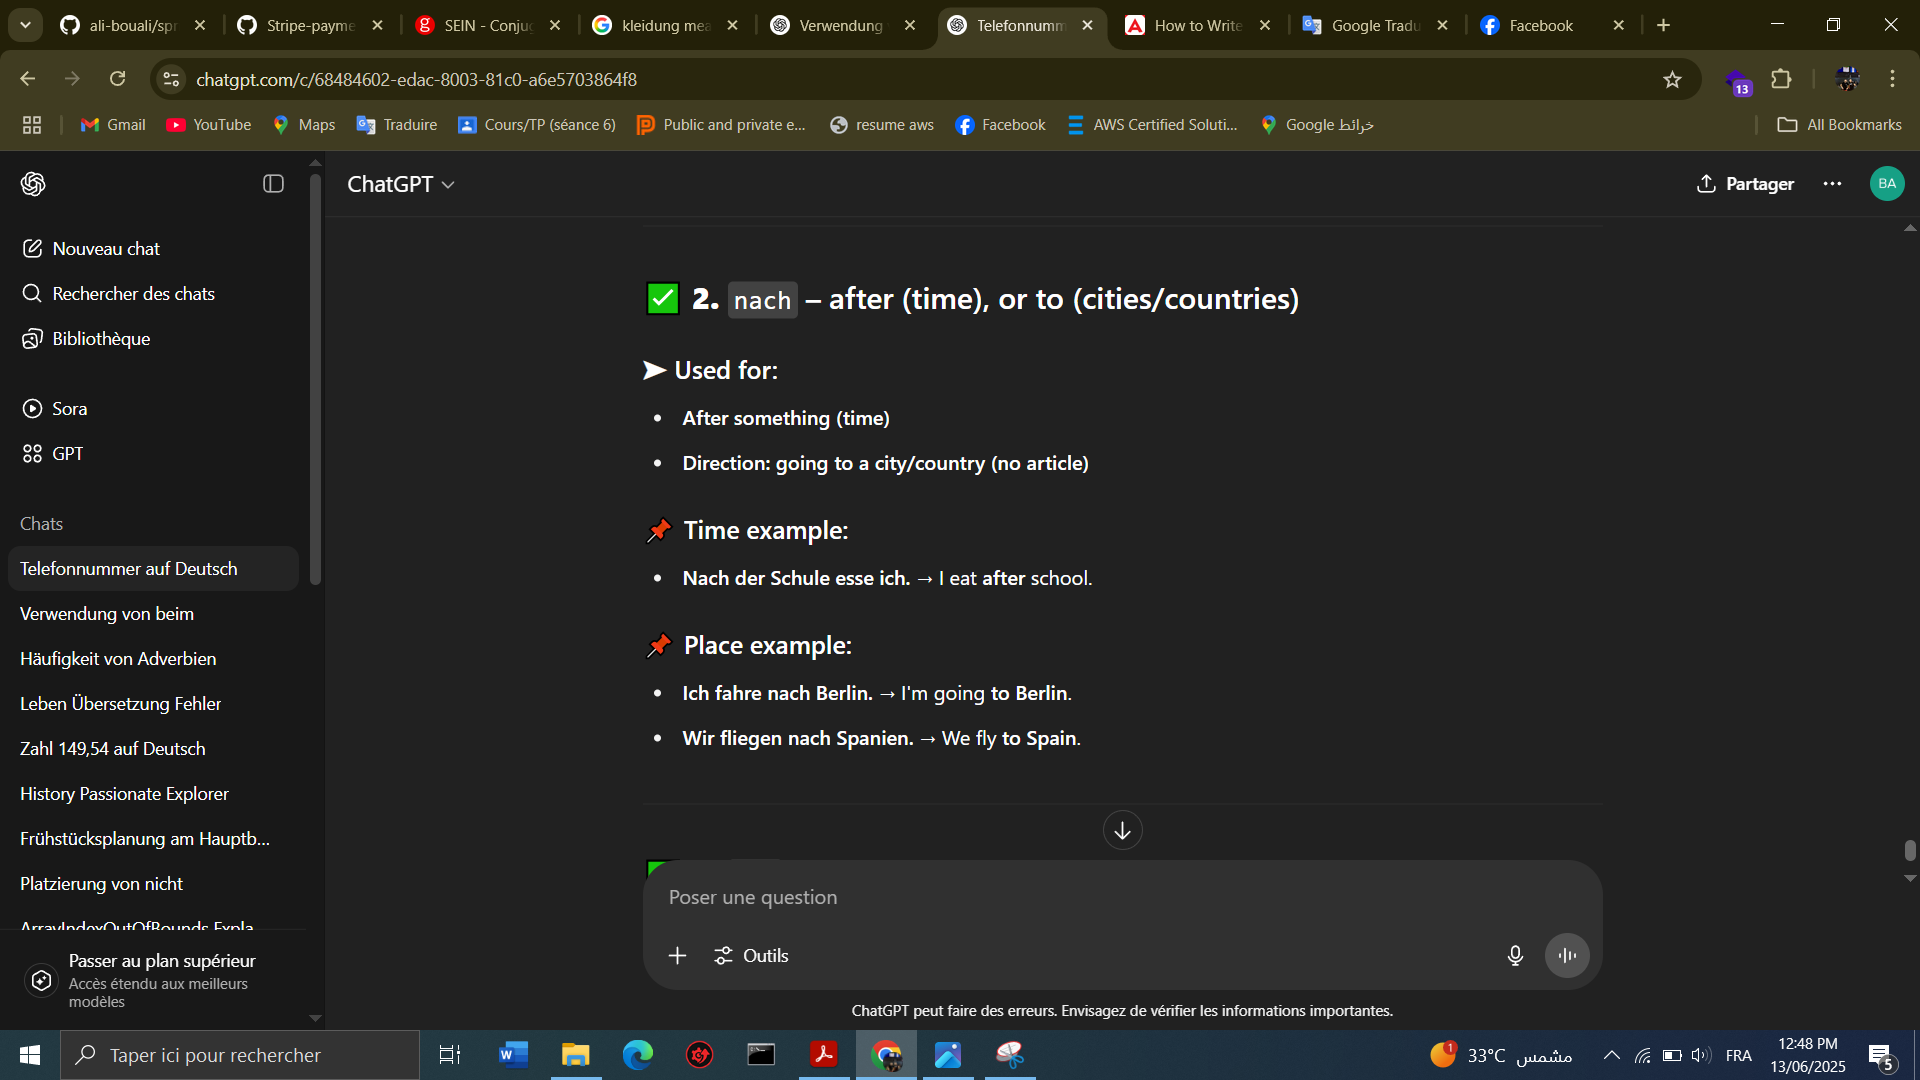 ali-bouali/spr
Stripe-payme
SEIN - Conjug
kleidung mea
Verwendung
Telefonnumm
How to Write
Google Tradu
Facebook
chatgpt.com/c/68484602-edac-8003-81c0-a6e5703864f8
13
Gmail
YouTube
Maps
Traduire
Cours/TP (séance 6)
Public and private e...
resume aws
Facebook
AWS Certified Soluti...
Google خرائط
All Bookmarks
ChatGPT
Partager
BA
Nouveau chat
Rechercher des chats
Bibliothèque
Sora
GPT
Chats
Telefonnummer auf Deutsch
Verwendung von beim
Häufigkeit von Adverbien
Leben Übersetzung Fehler
Zahl 149,54 auf Deutsch
History Passionate Explorer
Frühstücksplanung am Hauptb...
Platzierung von nicht
ArrayIndexOutOfBounds Expla
Passer au plan supérieur
Accès étendu aux meilleurs
modèles
✅ 2. nach – after (time), or to (cities/countries)
➤ Used for:
• After something (time)
• Direction: going to a city/country (no article)
📌 Time example:
• Nach der Schule esse ich. → I eat after school.
📌 Place example:
• Ich fahre nach Berlin. → I'm going to Berlin.
• Wir fliegen nach Spanien. → We fly to Spain.
Poser une question
Outils
ChatGPT peut faire des erreurs. Envisagez de vérifier les informations importantes.
Taper ici pour rechercher
1
33°C مشمس
FRA
12:48 PM
13/06/2025
5